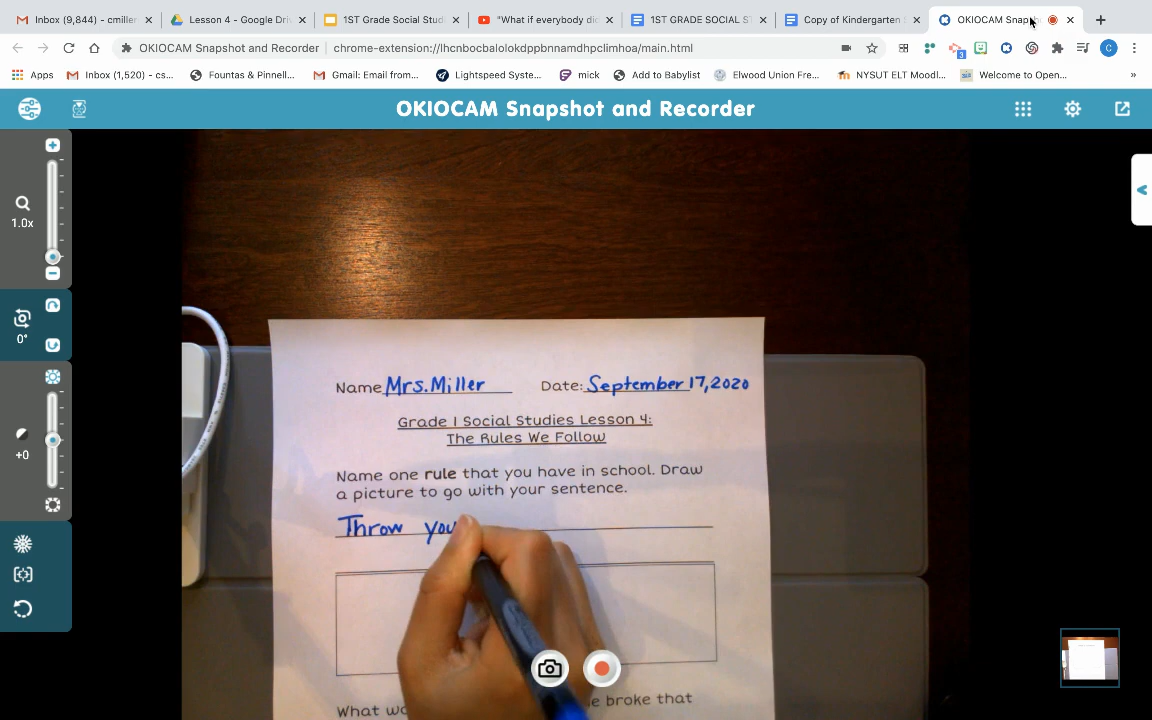 Inbox (9,844) - cmiller
Lesson 4 - Google Dri
1ST Grade Social Stud
"What if everybody di
1ST GRADE SOCIAL S
Copy of Kindergarten
OKIOCAM Snaps
OKIOCAM Snapshot and Recorder
chrome-extension://lhcnbocbalolokdppbnnamdhpclimhoa/main.html
3
C
Apps
Inbox (1,520) - cs...
Fountas & Pinnell...
Gmail: Email from...
Lightspeed Syste...
mick
Add to Babylist
Elwood Union Fre...
NYSUT ELT Moodl...
Welcome to Open...
»
OKIOCAM Snapshot and Recorder
1.0x
0°
+0
Name Mrs. Miller Date: September 17, 2020
Grade 1 Social Studies Lesson 4:
The Rules We Follow
Name one rule that you have in school. Draw
a picture to go with your sentence.
Throw you
What wo
e broke that